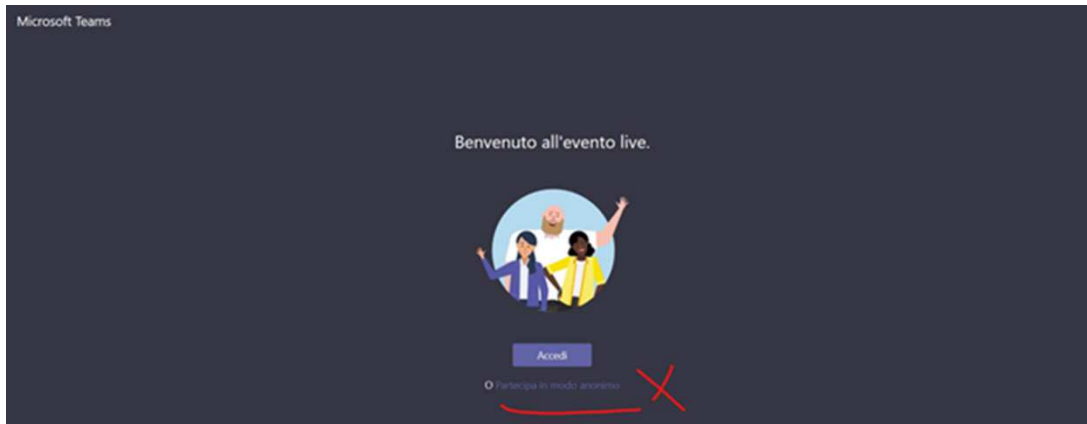 Microsoft Teams
Benvenuto all'evento live.
Accedi
O Partecipa in modo anonimo